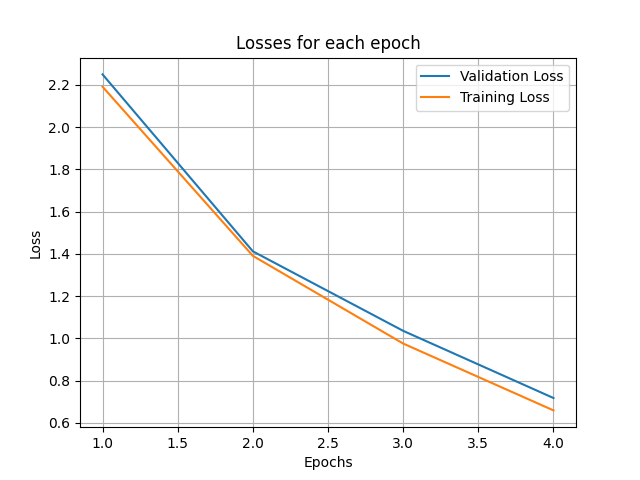 Losses for each epoch
Validation Loss
Training Loss
2.2
2.0
1.8
1.6
1.4
1.2
1.0
0.8
0.6
Loss
1.0 1.5 2.0 2.5 3.0 3.5 4.0
Epochs